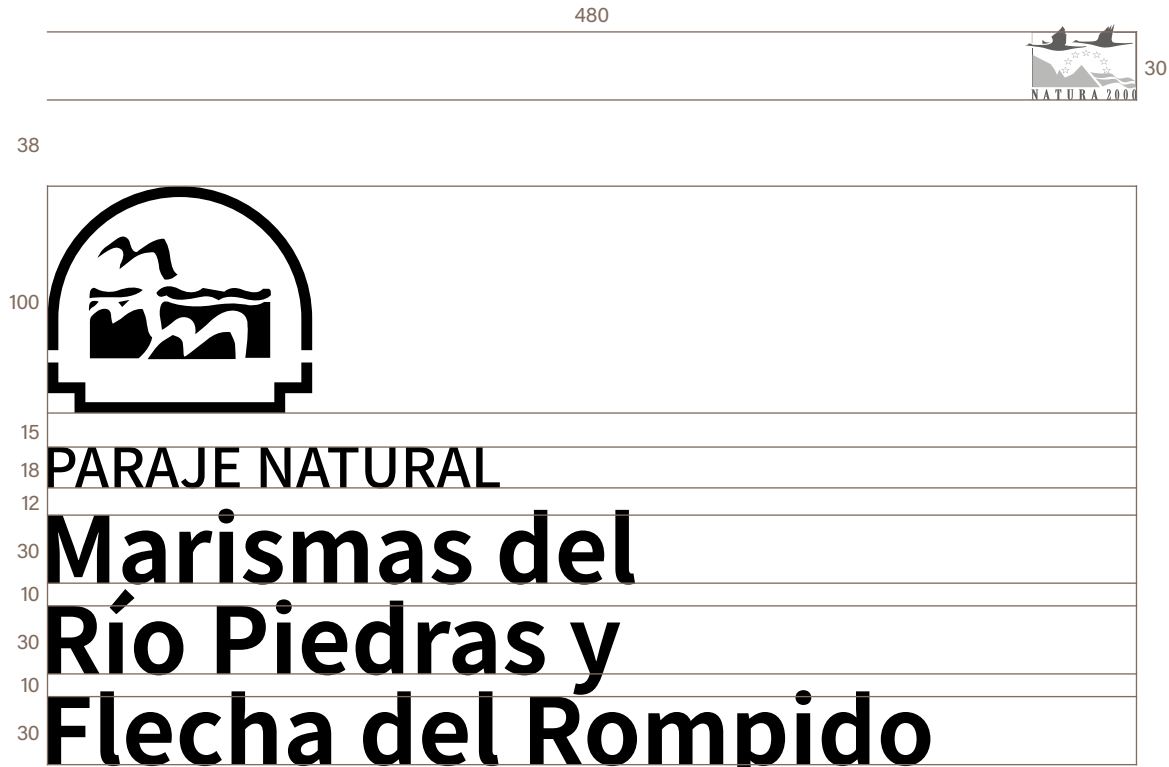 480
NATURA 2000
30
38
100
15
PARAJE NATURAL
18
12
Marismas del
30
10
Río Piedras y
30
10
Flecha del Rompido
30